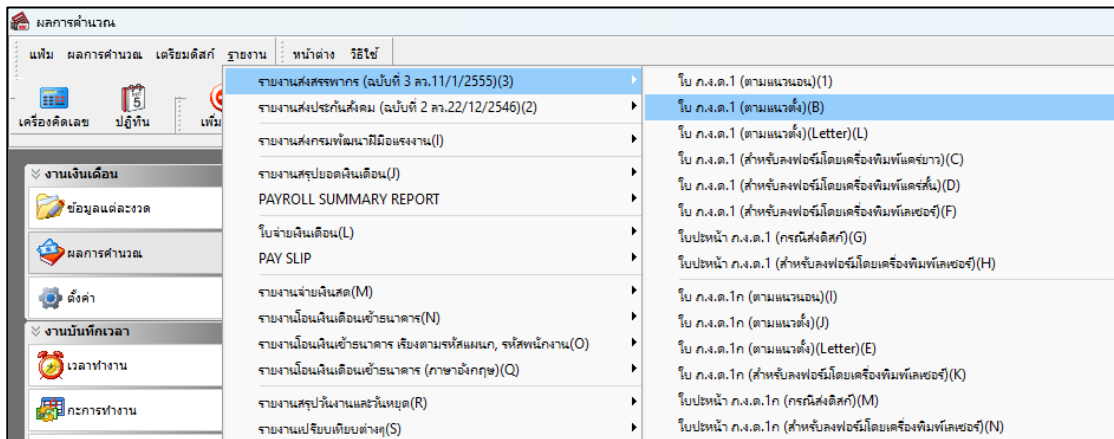 ผลการคำนวณ
แฟ้ม ผลการคำนวณ เตรียมดิสก์ รายงาน หน้าต่าง วิธีใช้
เครื่องคิดเลข ปฏิทิน เพิ่ม
งานเงินเดือน
ข้อมูลแต่ละงวด
ผลการคำนวณ
ตั้งค่า
งานบันทึกเวลา
เวลาทำงาน
กะการทำงาน
รายงานส่งสรรพากร (ฉบับที่ 3 ลว.11/1/2555)(3)
รายงานส่งประกันสังคม (ฉบับที่ 2 ลว.22/12/2546)(2)
รายงานส่งกรมพัฒนาฝีมือแรงงาน(I)
รายงานสรุปยอดเงินเดือน(J)
PAYROLL SUMMARY REPORT
ใบจ่ายเงินเดือน(L)
PAY SLIP
รายงานจ่ายเงินสด(M)
รายงานโอนเงินเดือนเข้าธนาคาร(N)
รายงานโอนเงินเข้าธนาคาร เรียงตามรหัสแผนก, รหัสพนักงาน(O)
รายงานโอนเงินเดือนเข้าธนาคาร (ภาษาอังกฤษ)(Q)
รายงานสรุปวันงานและวันหยุด(R)
รายงานเปรียบเทียบต่างๆ(S)
ใบ ภ.ง.ด.1 (ตามแนวนอน)(1)
ใบ ภ.ง.ด.1 (ตามแนวตั้ง)(B)
ใบ ภ.ง.ด.1 (ตามแนวตั้ง)(Letter)(L)
ใบ ภ.ง.ด.1 (สำหรับลงฟอร์มโดยเครื่องพิมพ์แคร่ยาว)(C)
ใบ ภ.ง.ด.1 (สำหรับลงฟอร์มโดยเครื่องพิมพ์แคร่สั้น)(D)
ใบ ภ.ง.ด.1 (สำหรับลงฟอร์มโดยเครื่องพิมพ์เลเซอร์)(F)
ใบปะหน้า ภ.ง.ด.1 (กรณีส่งดิสก์)(G)
ใบปะหน้า ภ.ง.ด.1 (สำหรับลงฟอร์มโดยเครื่องพิมพ์เลเซอร์)(H)
ใบ ภ.ง.ด.1ก (ตามแนวนอน)(I)
ใบ ภ.ง.ด.1ก (ตามแนวตั้ง)(J)
ใบ ภ.ง.ด.1ก (ตามแนวตั้ง)(Letter)(E)
ใบ ภ.ง.ด.1ก (สำหรับลงฟอร์มโดยเครื่องพิมพ์เลเซอร์)(K)
ใบปะหน้า ภ.ง.ด.1ก (กรณีส่งดิสก์)(M)
ใบปะหน้า ภ.ง.ด.1ก (สำหรับลงฟอร์มโดยเครื่องพิมพ์เลเซอร์)(N)